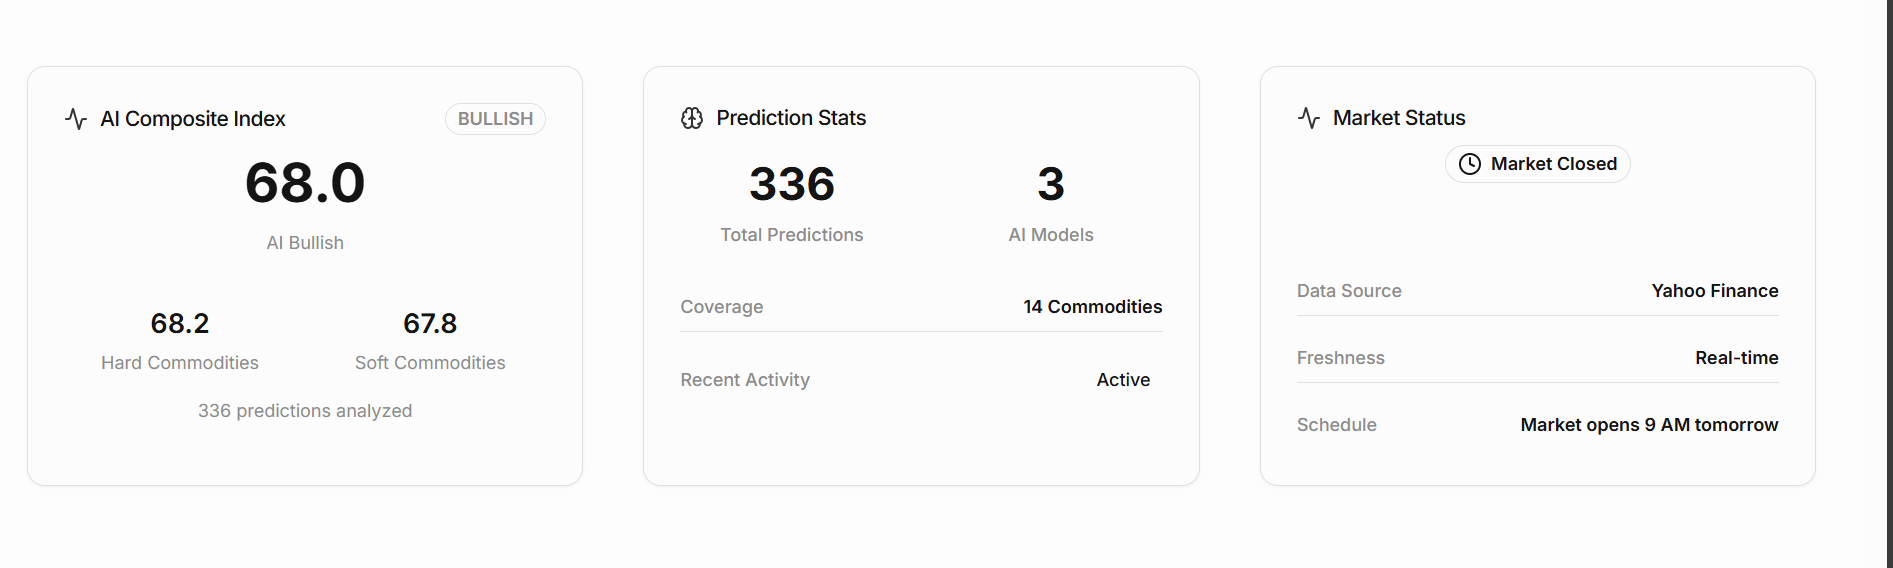 AI Composite Index
BULLISH
68.0
AI Bullish
68.2
Hard Commodities
67.8
Soft Commodities
336 predictions analyzed
Prediction Stats
336
Total Predictions
3
AI Models
Coverage
14 Commodities
Recent Activity
Active
Market Status
Market Closed
Data Source
Yahoo Finance
Freshness
Real-time
Schedule
Market opens 9 AM tomorrow